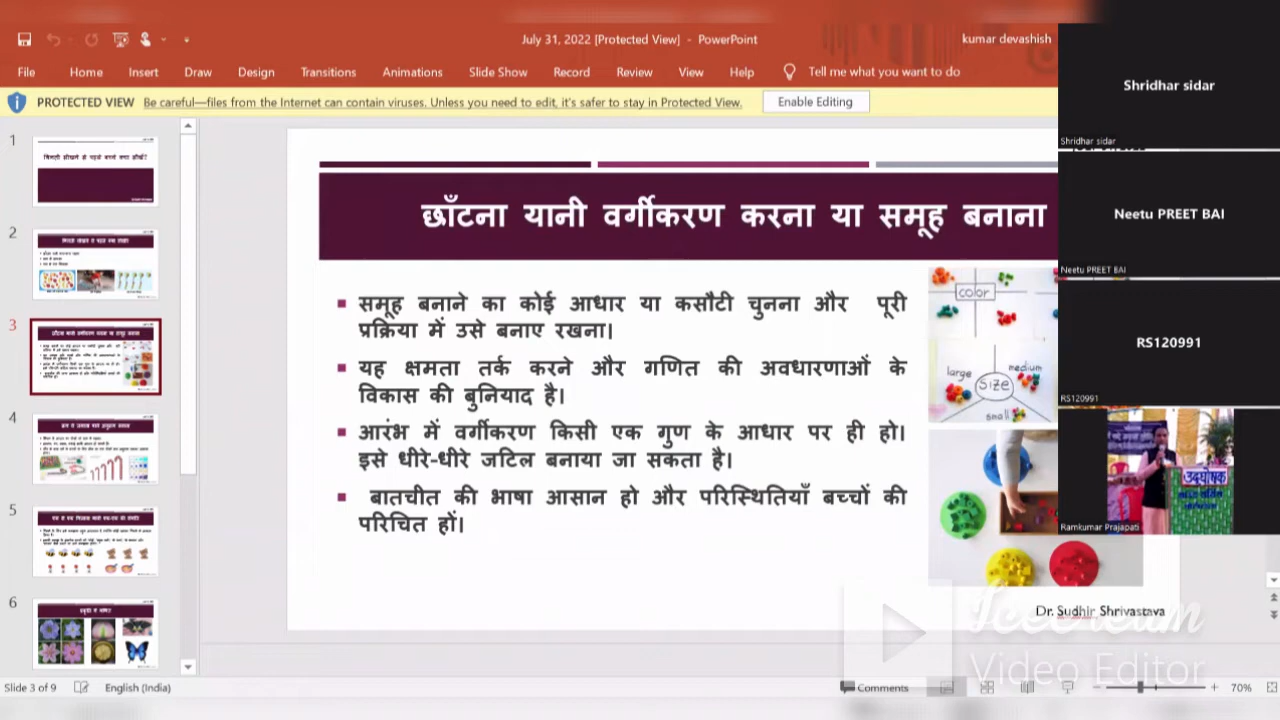 July 31, 2022 [Protected View] - PowerPoint
kumar devashish
File Home Insert Draw Design Transitions Animations Slide Show Record Review View Help Tell me what you want to do
PROTECTED VIEW Be careful—files from the Internet can contain viruses. Unless you need to edit, it's safer to stay in Protected View. Enable Editing
1
2
3
4
5
6
छाँटना यानी वर्गीकरण करना या समूह बनाना
समूह बनाने का कोई आधार या कसौटी चुनना और पूरी
प्रक्रिया में उसे बनाए रखना।
यह क्षमता तर्क करने और गणित की अवधारणाओं के
विकास की बुनियाद है।
आरंभ में वर्गीकरण किसी एक गुण के आधार पर ही हो।
इसे धीरे-धीरे जटिल बनाया जा सकता है।
बातचीत की भाषा आसान हो और परिस्थितियाँ बच्चों की
परिचित हों।
color
large
medium
size
small
Dr. Sudhir Shrivastava
Shridhar sidar
Shridhar sidar
Neetu PREET BAI
Neetu PREET BAI
RS120991
RS120991
Ramkumar Prajapati
IceCream
Video Editor
Slide 3 of 9 English (India) Comments 70%